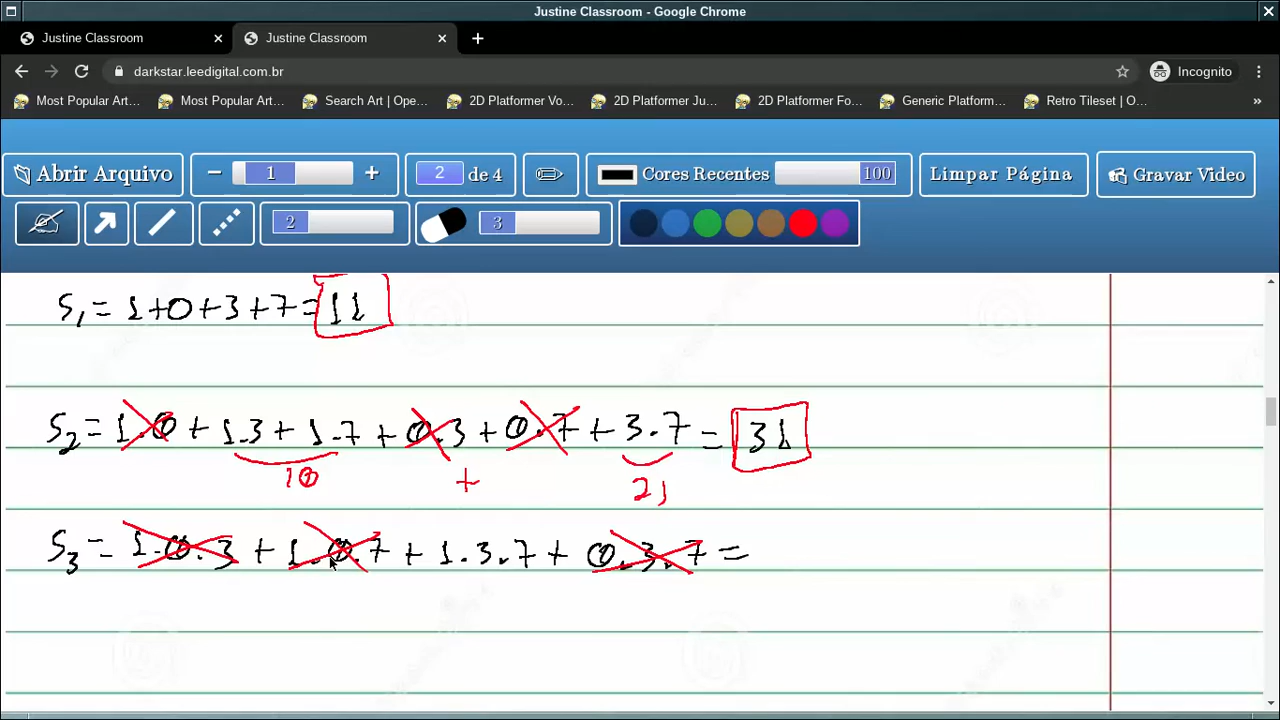 Justine Classroom - Google Chrome
Justine Classroom Justine Classroom
darkstar.leedigital.com.br Incognito
Most Popular Art... Most Popular Art... Search Art | Ope... 2D Platformer Vo... 2D Platformer Ju... 2D Platformer Fo... Generic Platform... Retro Tileset | O... »
Abrir Arquivo − 1 + 2 de 4 Cores Recentes 100 Limpar Página Gravar Video
2 3
S₁ = 1+0+3+7= 11
S₂ = 1.0 + 1.3 + 1.7 + 0.3 + 0.7 + 3.7 = 31
10 + 21
S₃ = 1.0.3 + 1.0.7 + 1.3.7 + 0.3.7 =